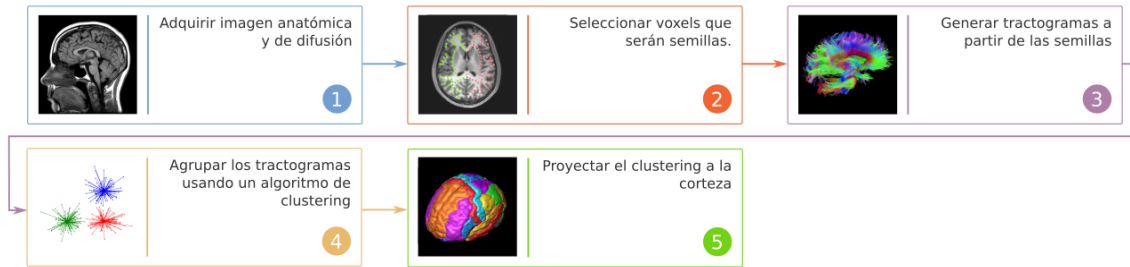 Adquirir imagen anatómica
y de difusión
1
Seleccionar voxels que
serán semillas.
2
Generar tractogramas a
partir de las semillas
3
Agrupar los tractogramas
usando un algoritmo de
clustering
4
Proyectar el clustering a la
corteza
5